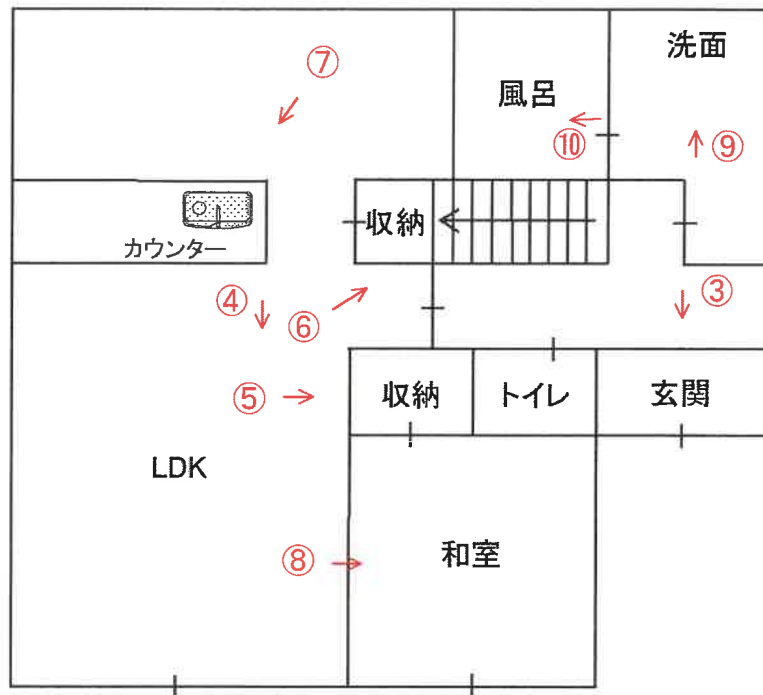 洗面
⑦
風呂
⑩
⑨
収納
カウンター
④
⑥
③
⑤
収納
トイレ
玄関
LDK
⑧
和室